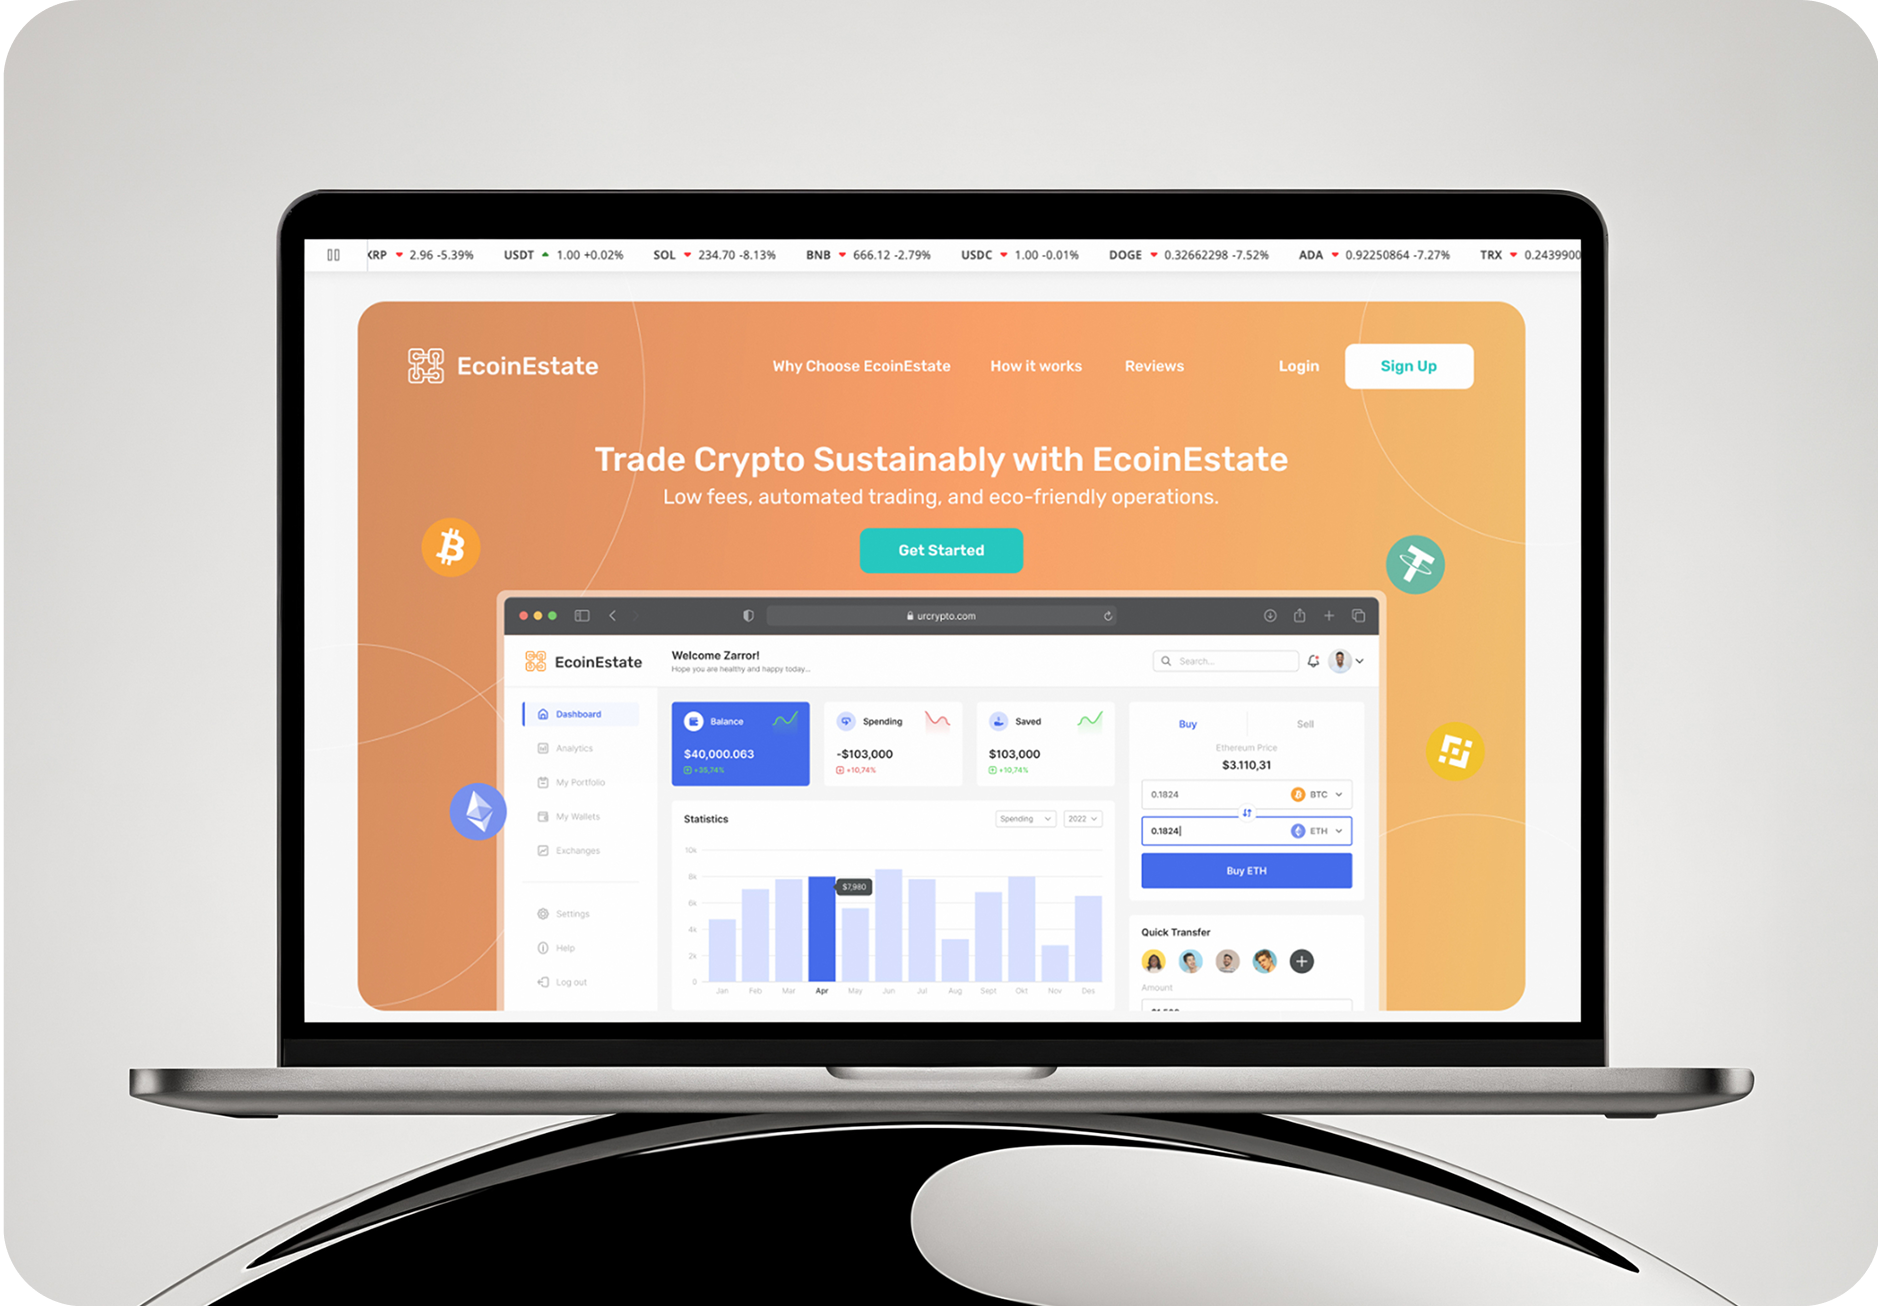 XRP 2.96 -5.39% USDT 1.00 +0.02% SOL 234.70 -8.13% BNB 666.12 -2.79% USDC 1.00 -0.01% DOGE 0.32662298 -7.52% ADA 0.92250864 -7.27% TRX 0.2439900
EcoinEstate Why Choose EcoinEstate How it works Reviews Login Sign Up
Trade Crypto Sustainably with EcoinEstate
Low fees, automated trading, and eco-friendly operations.
Get Started
urcrypto.com
EcoinEstate
Welcome Zarror!
Hope you are healthy and happy today...
Search...
Dashboard
Analytics
My Portfolio
My Wallets
Exchanges
Settings
Help
Log out
Balance
$40,000.063
+35,74%
Spending
-$103,000
+10,74%
Saved
$103,000
+10,74%
Statistics
Spending 2022
10k
8k
6k
4k
2k
0
$7,980
Jan Feb Mar Apr May Jun Jul Aug Sept Okt Nov Des
Buy Sell
Ethereum Price
$3.110,31
0.1824 BTC
0.1824 ETH
Buy ETH
Quick Transfer
Amount